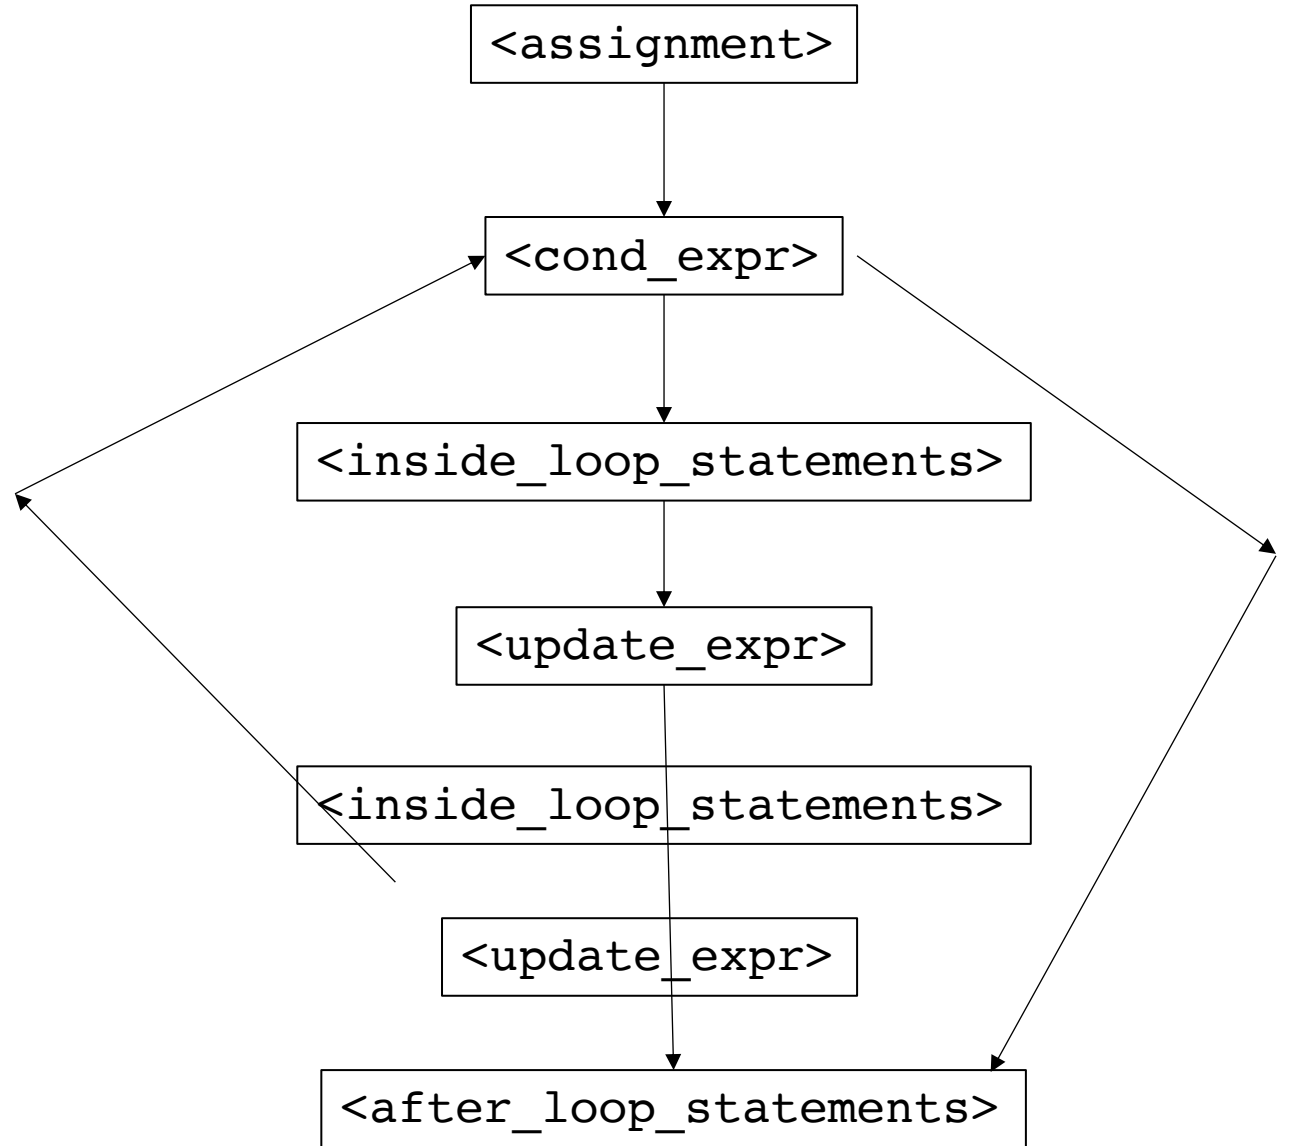 <assignment>
<cond_expr>
<inside_loop_statements>
<update_expr>
<inside_loop_statements>
<update_expr>
<after_loop_statements>